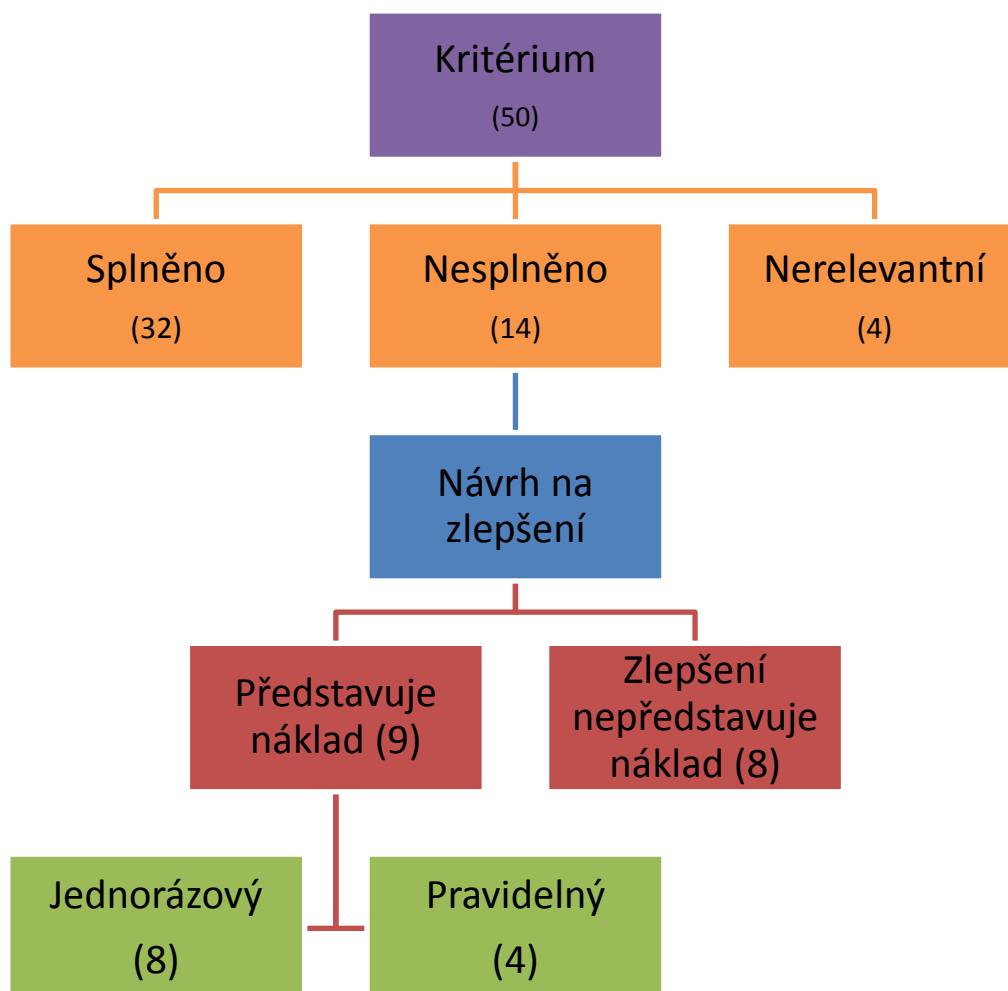 Kritérium
(50)
Splněno
(32)
Nesplněno
(14)
Nerelevantní
(4)
Návrh na
zlepšení
Představuje
náklad (9)
Zlepšení
nepředstavuje
náklad (8)
Jednorázový
(8)
Pravidelný
(4)